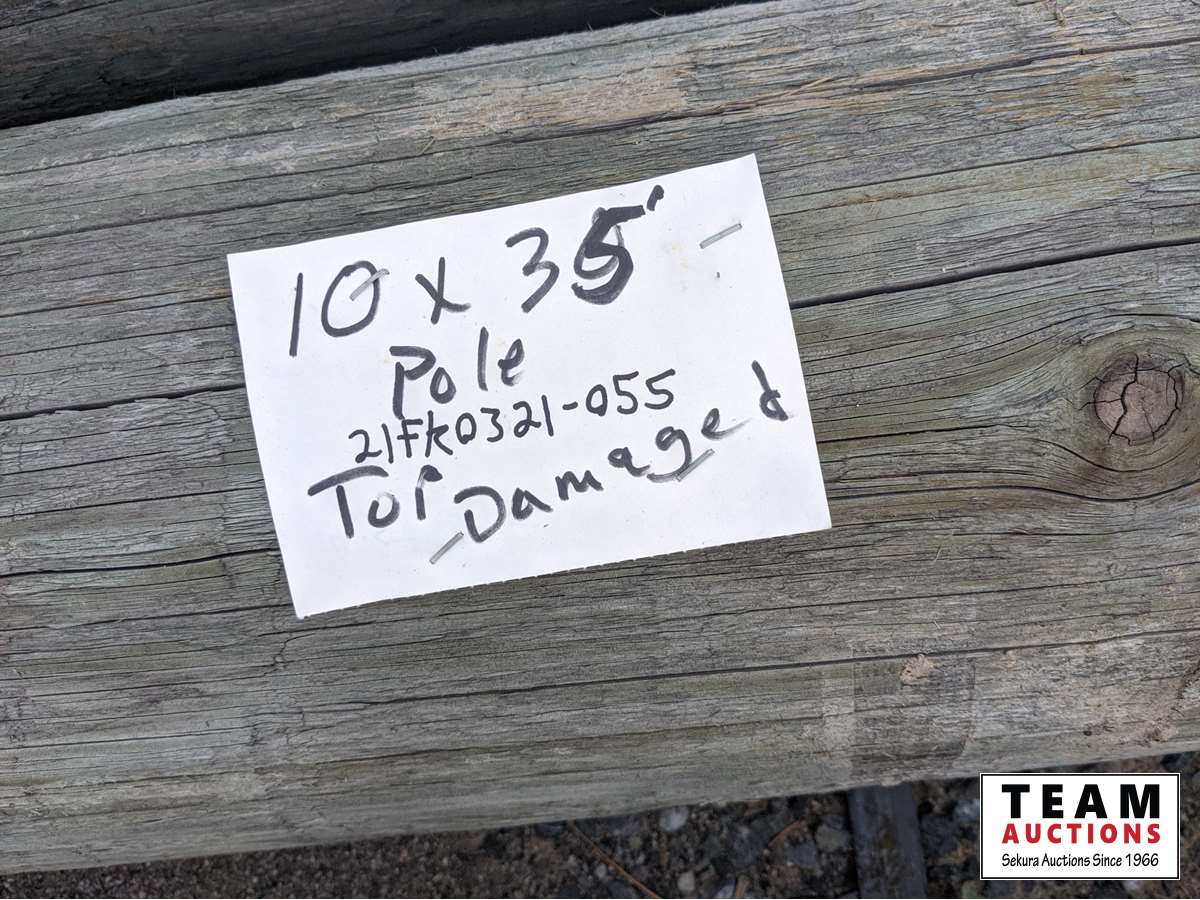 10 x 35'
Pole
21fk0321-055
Top Damaged
TEAM
AUCTIONS
Sekura Auctions Since 1966